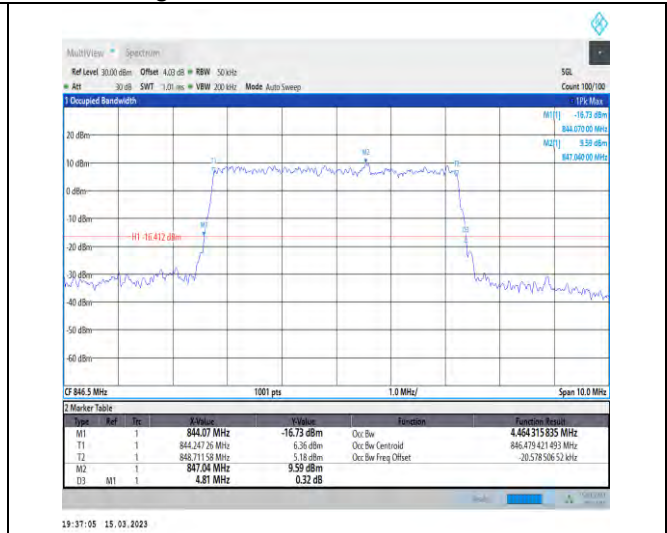 MultiView Spectrum
Ref Level 30.00 dBm Offset 4.03 dB RBW 50 kHz SGL
Att 30 dB SWT 1.01 ms VBW 200 kHz Mode Auto Sweep Count 100/100
1 Occupied Bandwidth 1Pk Max
M1[1] -16.73 dBm
844.070 00 MHz
M2[1] 9.59 dBm
847.040 00 MHz
20 dBm
M2
T1 T2
10 dBm
0 dBm
-10 dBm
M1
D3
H1 -16.412 dBm
-20 dBm
-30 dBm
-40 dBm
-50 dBm
-60 dBm
CF 846.5 MHz 1001 pts 1.0 MHz/ Span 10.0 MHz
2 Marker Table
Type Ref Trc X-Value Y-Value Function Function Result
M1 1 844.07 MHz -16.73 dBm Occ Bw 4.464 315 835 MHz
T1 1 844.247 26 MHz 6.36 dBm Occ Bw Centroid 846.479 421 493 MHz
T2 1 848.711 58 MHz 5.18 dBm Occ Bw Freq Offset -20.578 506 52 kHz
M2 1 847.04 MHz 9.59 dBm
D3 M1 1 4.81 MHz 0.32 dB
19:37:05 15.03.2023